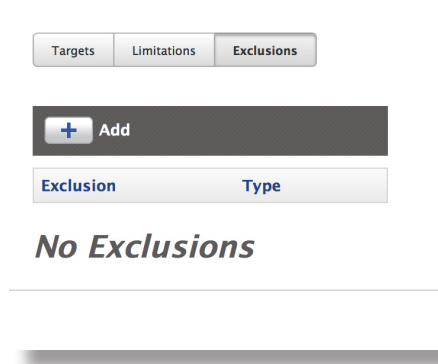 Targets Limitations Exclusions
Add
Exclusion Type
No Exclusions